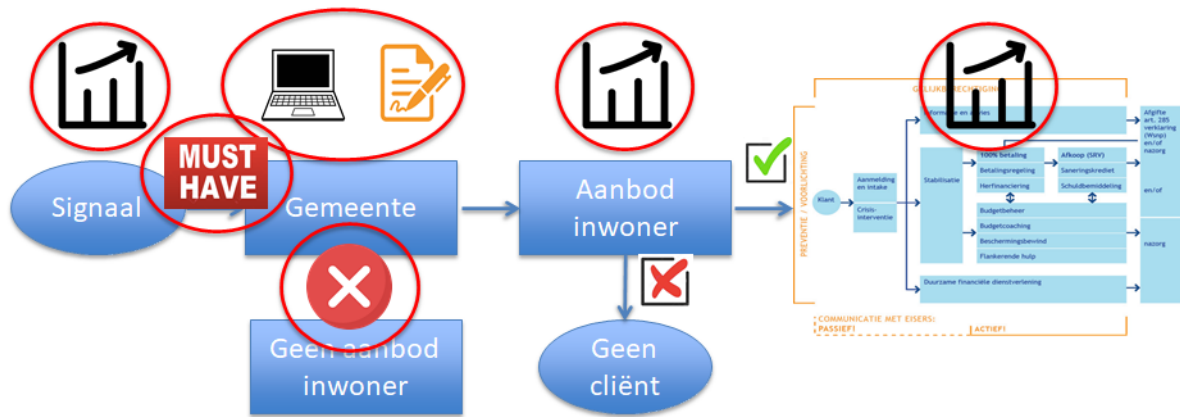 MUST
HAVE
Signaal
Gemeente
Aanbod
inwoner
Geen aanbod
inwoner
Geen
cliënt
PREVENTIE / VOORLICHTING
Klant
Aanmelding
en intake
Crisis-
interventie
Stabilisatie
100% betaling
Betalingsregeling
Herfinanciering
Afkoop (SRV)
Saneringskrediet
Schuldbemiddeling
Budgetbeheer
Budgetcoaching
Beschermingsbewind
Flankerende hulp
Duurzame financiële dienstverlening
Afgifte
art. 285
verklaring
(Wsnp)
en/of
nazorg
en/of
nazorg
COMMUNICATIE MET EISERS:
PASSIEF!
ACTIEF!